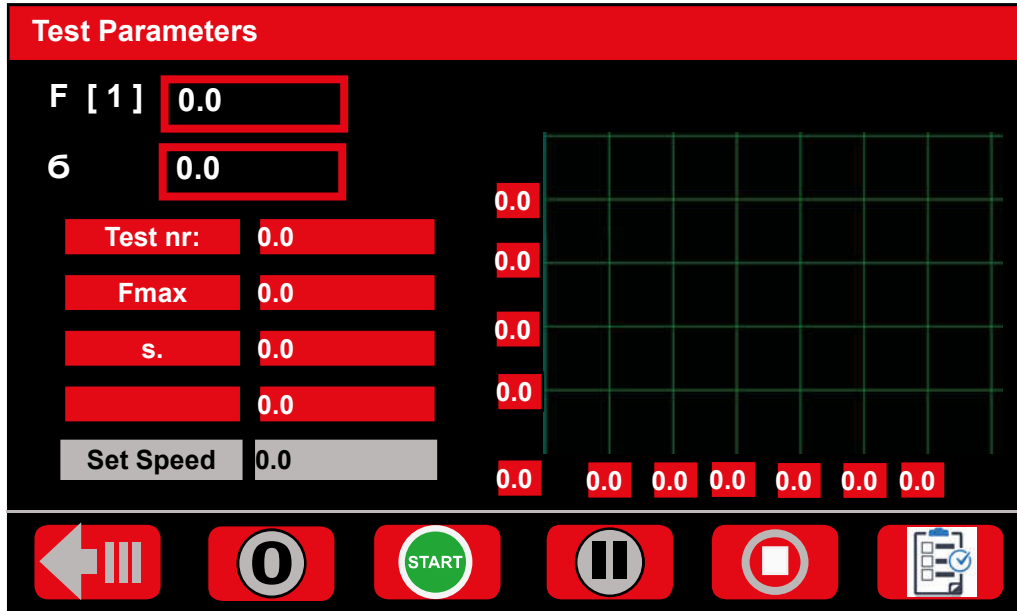 Test Parameters
F [ 1 ] 0.0
б 0.0
Test nr: 0.0
Fmax 0.0
s. 0.0
0.0
Set Speed 0.0
0.0
0.0
0.0
0.0
0.0 0.0 0.0 0.0 0.0 0.0 0.0
0
START